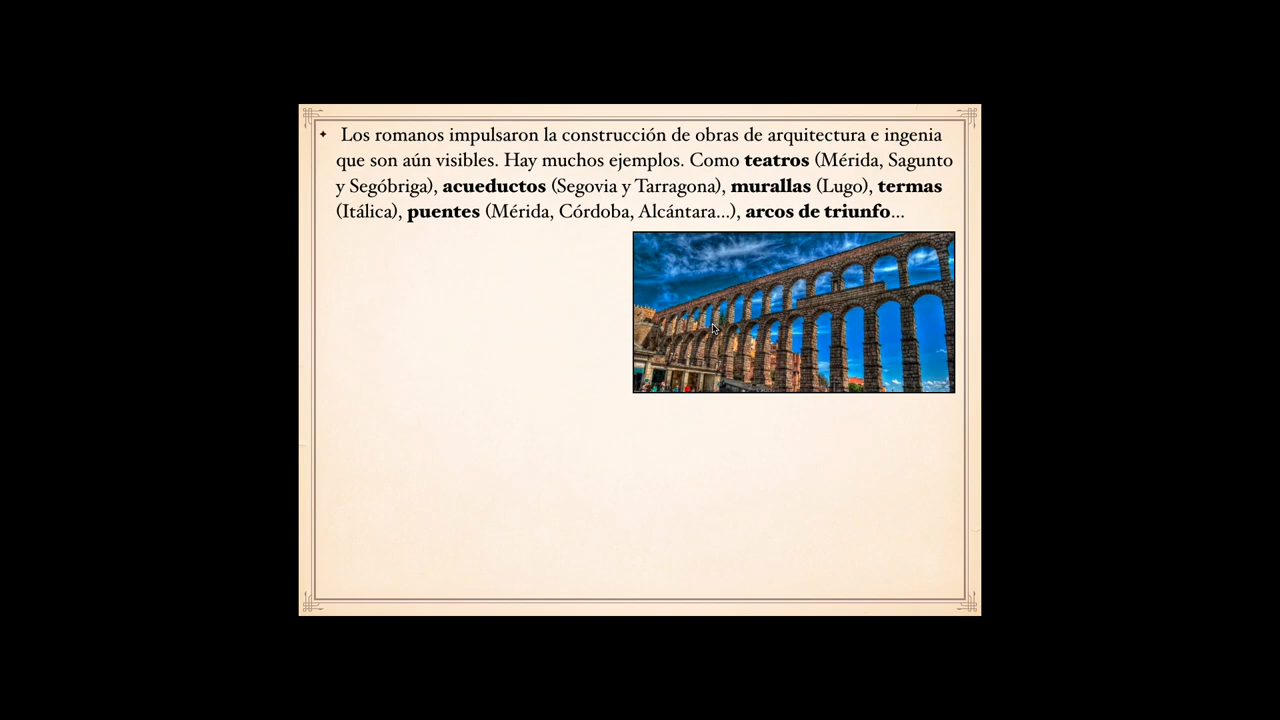 Los romanos impulsaron la construcción de obras de arquitectura e ingenia
que son aún visibles. Hay muchos ejemplos. Como teatros (Mérida, Sagunto
y Segóbriga), acueductos (Segovia y Tarragona), murallas (Lugo), termas
(Itálica), puentes (Mérida, Córdoba, Alcántara...), arcos de triunfo...